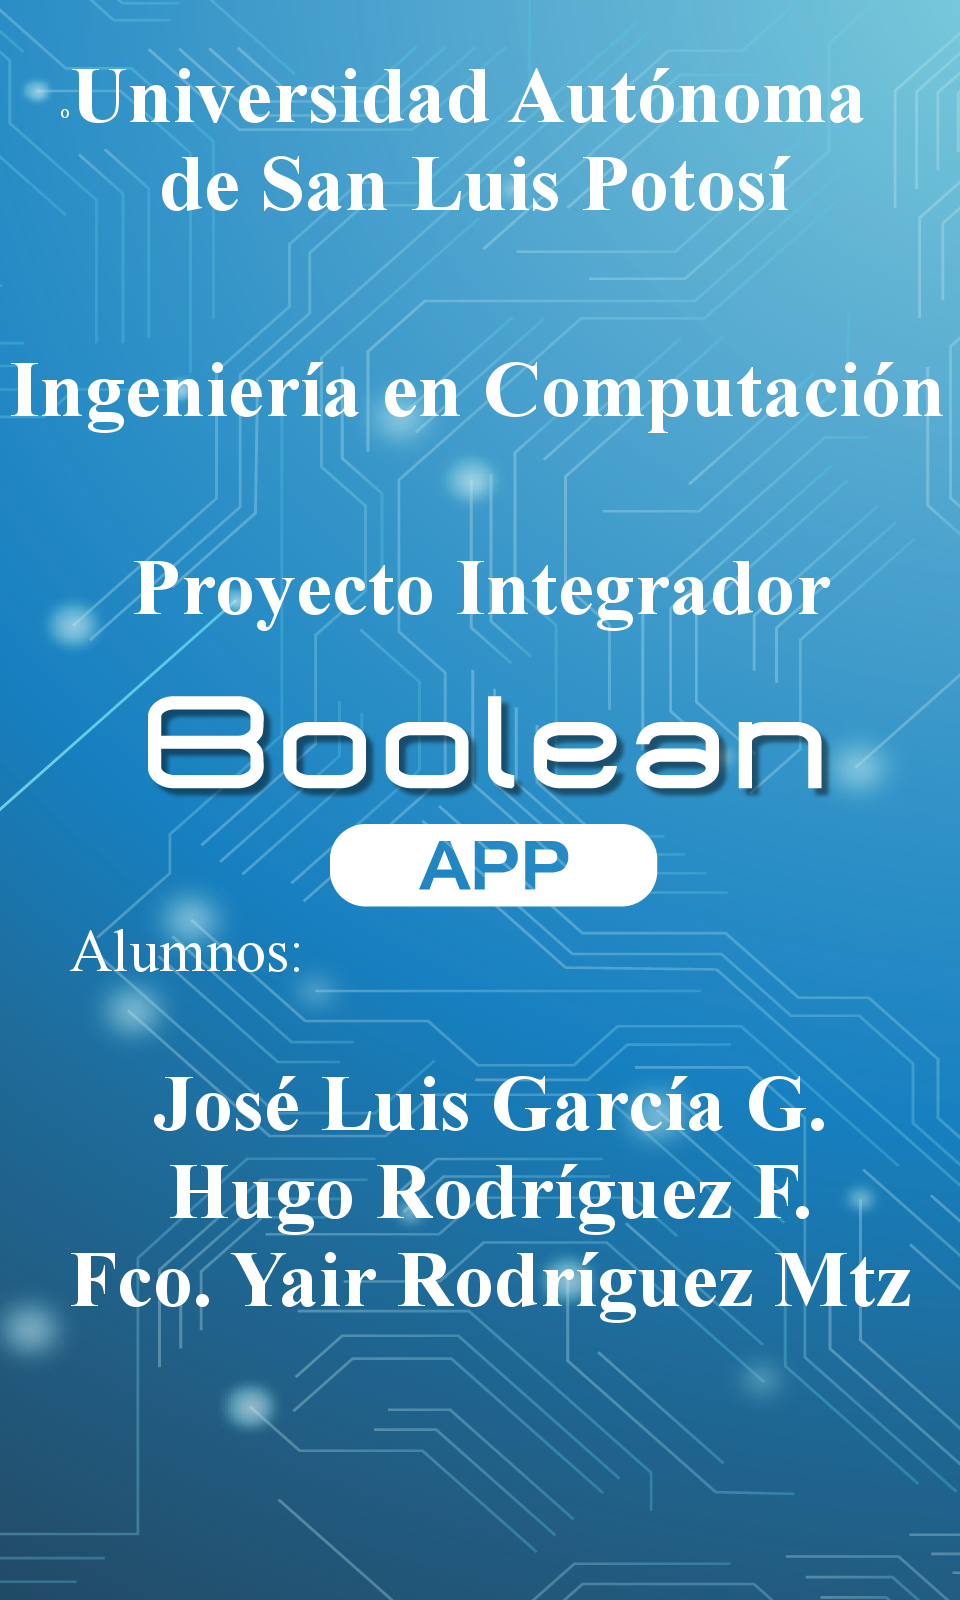 Universidad Autónoma
de San Luis Potosí
Ingeniería en Computación
Proyecto Integrador
Boolean
APP
Alumnos:
José Luis García G.
Hugo Rodríguez F.
Fco. Yair Rodríguez Mtz